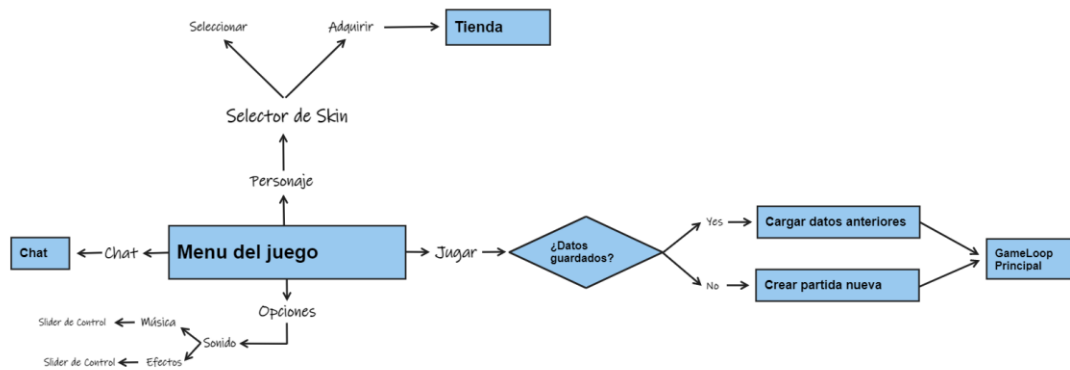 Seleccionar
Adquirir
Tienda
Selector de Skin
Personaje
Chat
Chat
Menu del juego
Jugar
¿Datos
guardados?
Yes
Cargar datos anteriores
No
Crear partida nueva
GameLoop
Principal
Opciones
Sonido
Música
Slider de Control
Efectos
Slider de Control